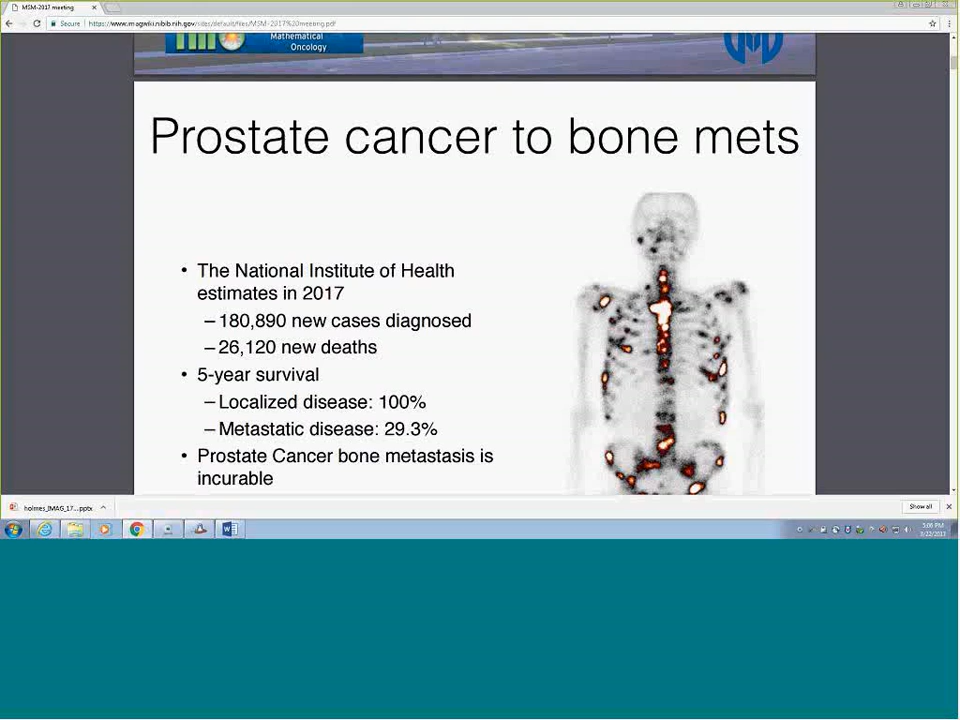 MSM-2017 meeting
Secure https://www.imagwiki.nibib.nih.gov/sites/default/files/MSM-2017%20meeting.pdf
Mathematical
Oncology
Prostate cancer to bone mets
• The National Institute of Health
estimates in 2017
– 180,890 new cases diagnosed
– 26,120 new deaths
• 5-year survival
– Localized disease: 100%
– Metastatic disease: 29.3%
• Prostate Cancer bone metastasis is
incurable
holmes_IMAG_17...pptx
Show all
5:06 PM